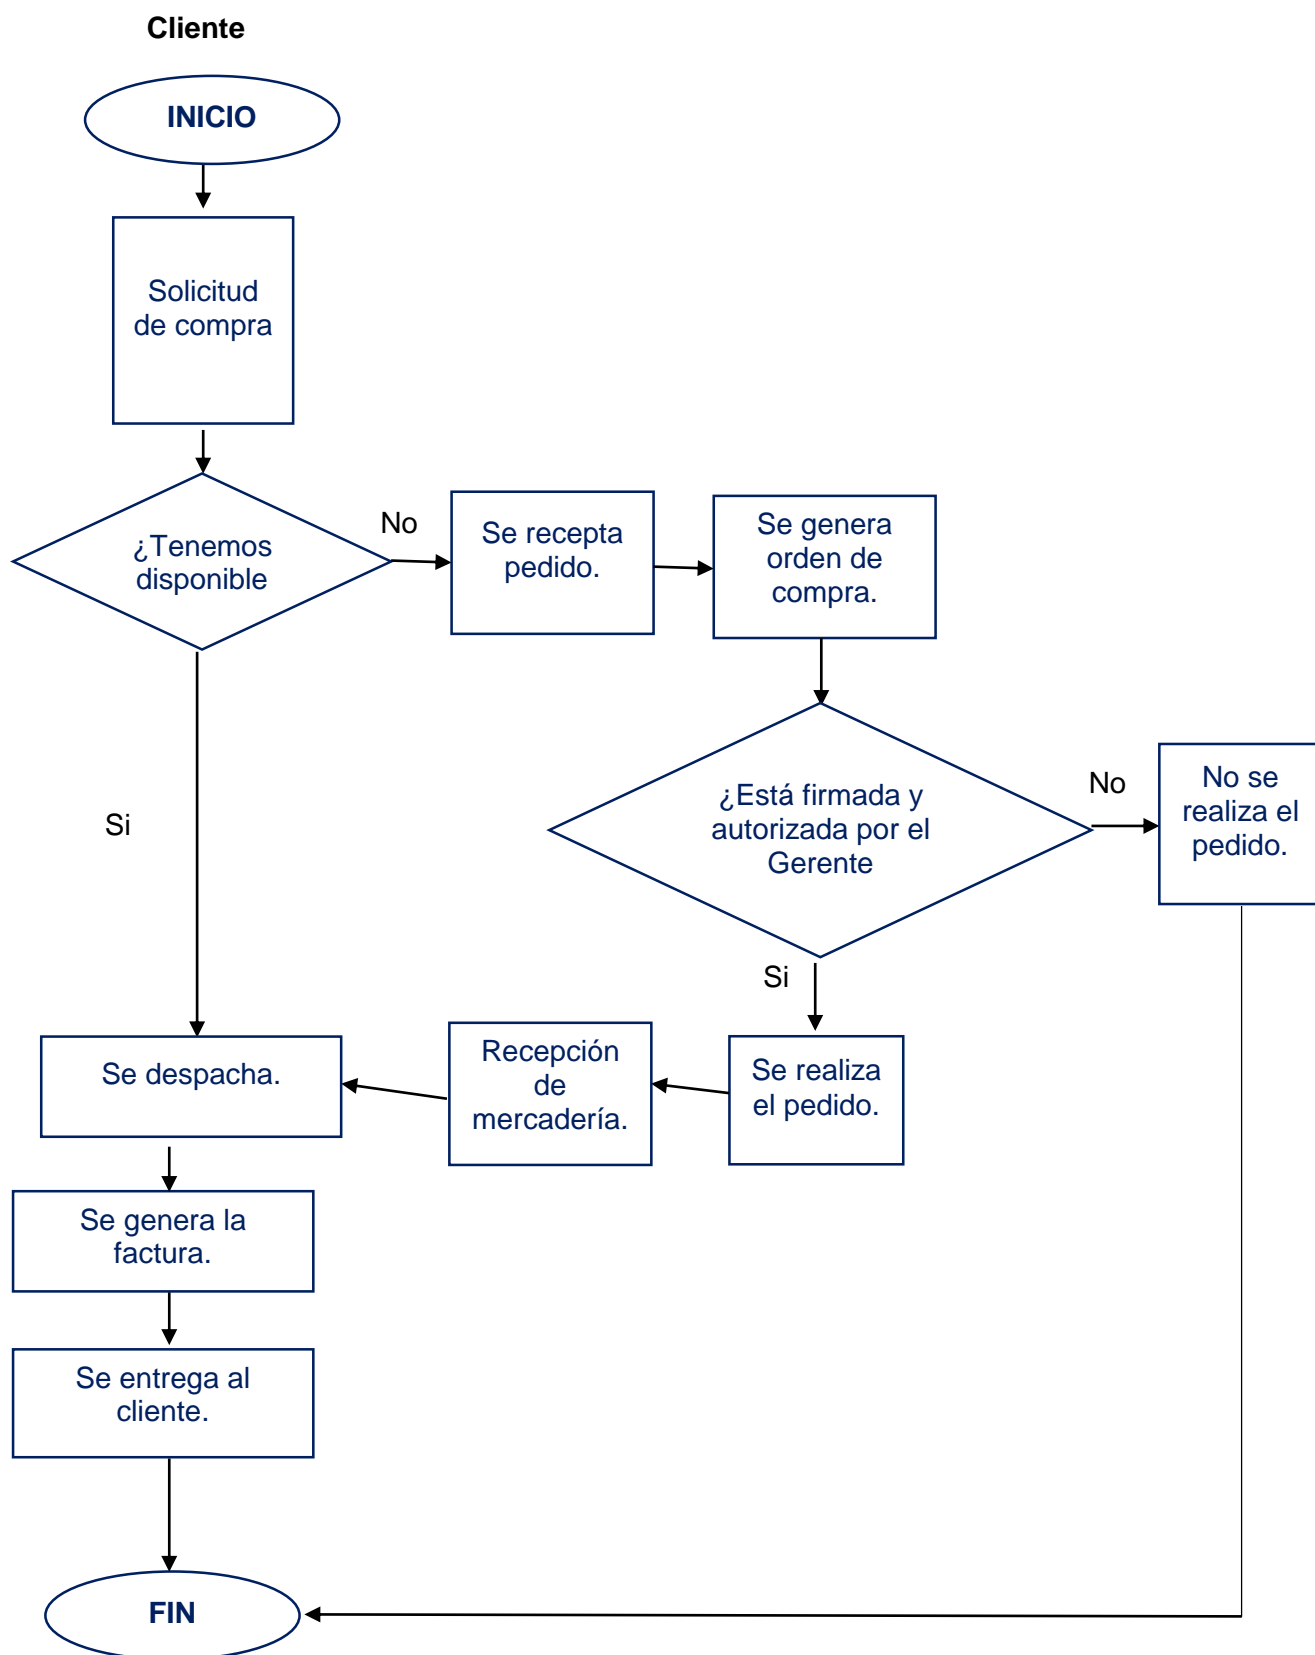 Cliente
INICIO
Solicitud
de compra
¿Tenemos
disponible
No
Se recepta
pedido.
Se genera
orden de
compra.
¿Está firmada y
autorizada por el
Gerente
No
No se
realiza el
pedido.
Si
Si
Se realiza
el pedido.
Recepción
de
mercadería.
Se despacha.
Se genera la
factura.
Se entrega al
cliente.
FIN